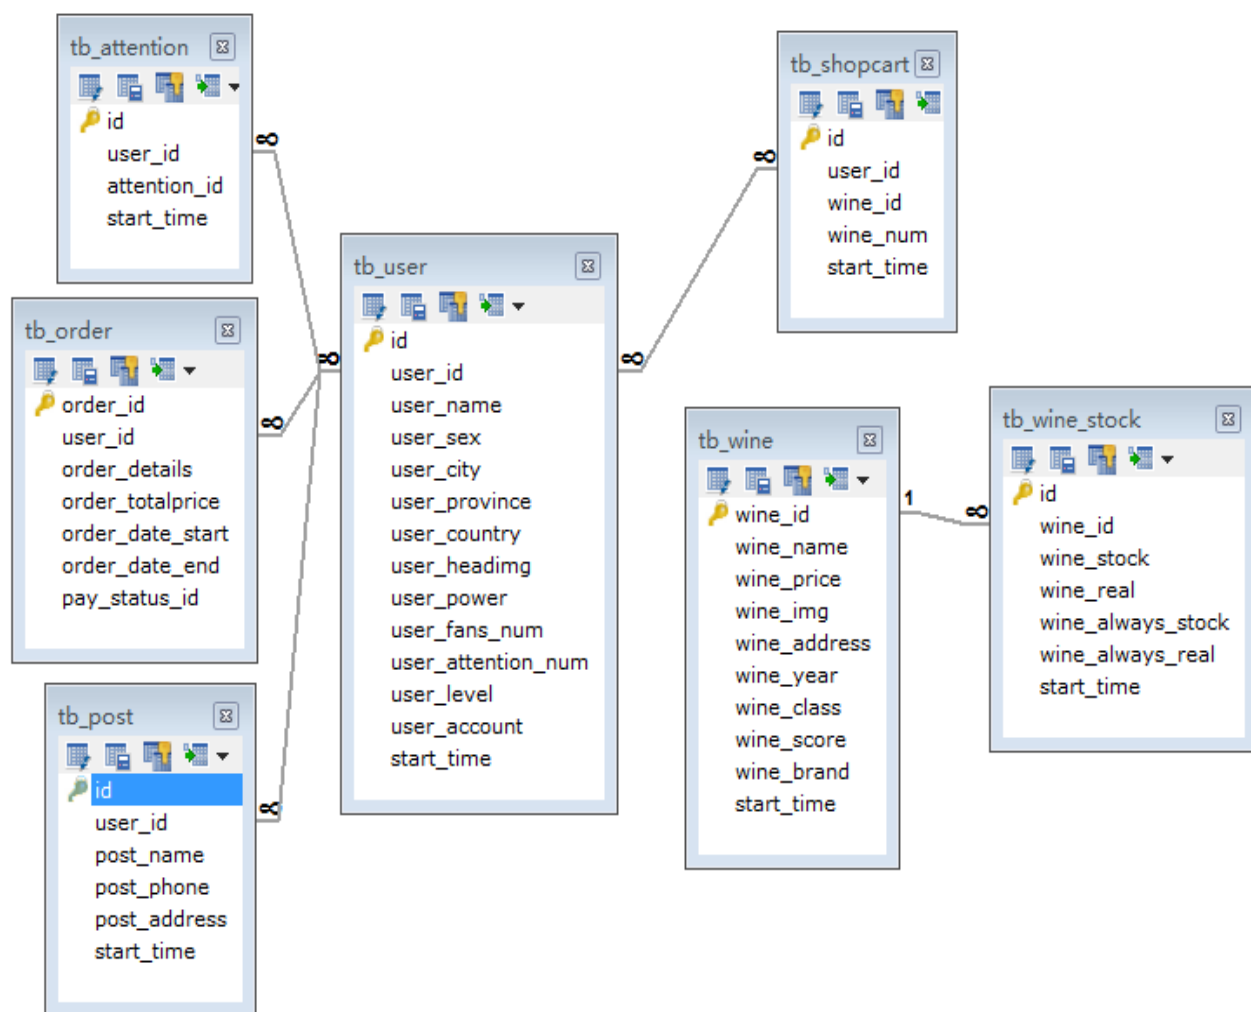 tb_attention
id
user_id
attention_id
start_time
tb_order
order_id
user_id
order_details
order_totalprice
order_date_start
order_date_end
pay_status_id
tb_post
id
user_id
post_name
post_phone
post_address
start_time
tb_user
id
user_id
user_name
user_sex
user_city
user_province
user_country
user_headimg
user_power
user_fans_num
user_attention_num
user_level
user_account
start_time
tb_shopcart
id
user_id
wine_id
wine_num
start_time
tb_wine
wine_id
wine_name
wine_price
wine_img
wine_address
wine_year
wine_class
wine_score
wine_brand
start_time
1
tb_wine_stock
id
wine_id
wine_stock
wine_real
wine_always_stock
wine_always_real
start_time
∞
∞
∞
∞
∞
∞
∞